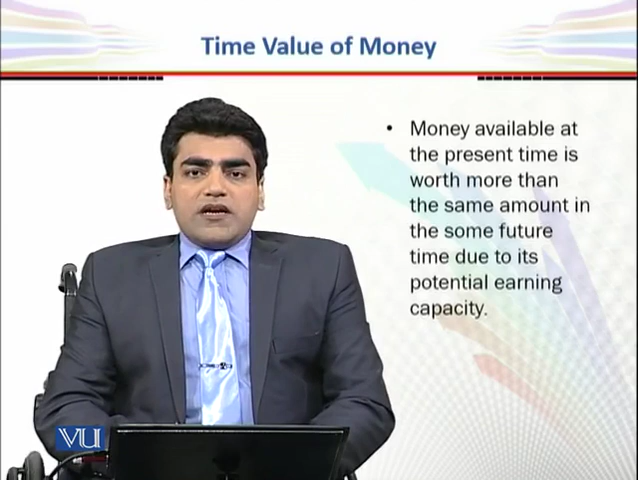 Time Value of Money
• Money available at
the present time is
worth more than
the same amount in
the some future
time due to its
potential earning
capacity.
VU